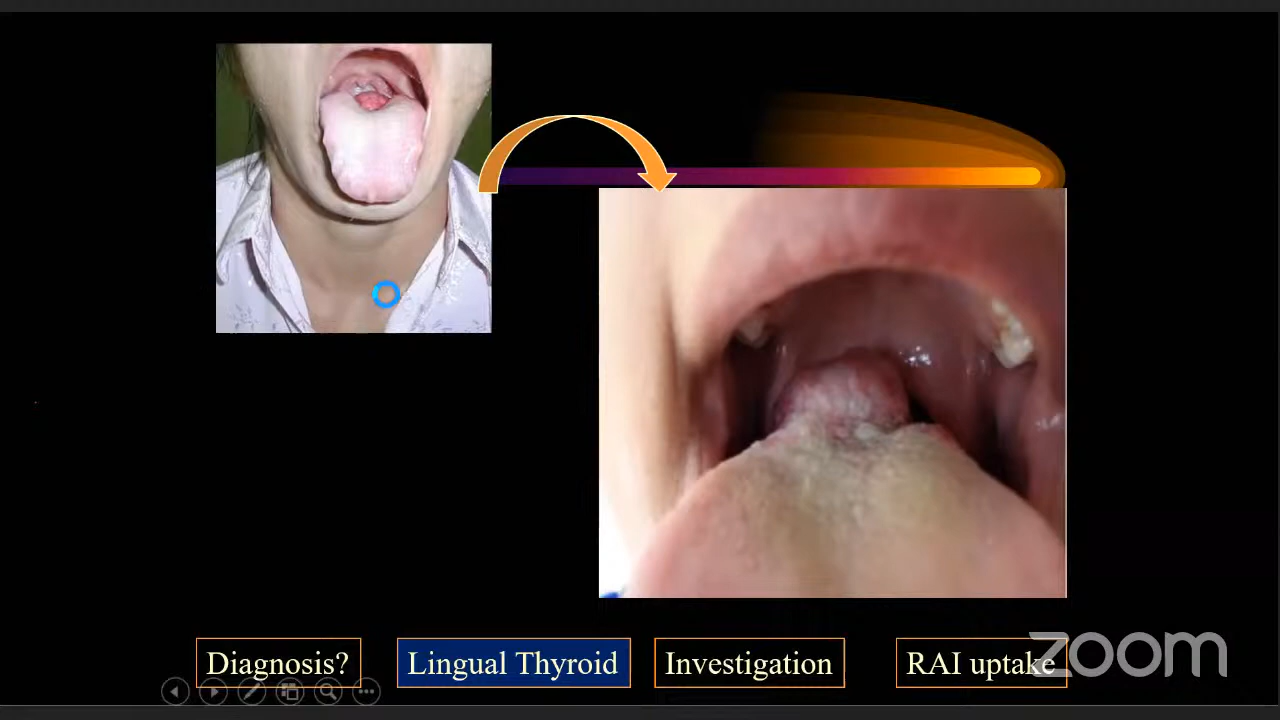 Diagnosis?
Lingual Thyroid
Investigation
RAI uptake
zoom